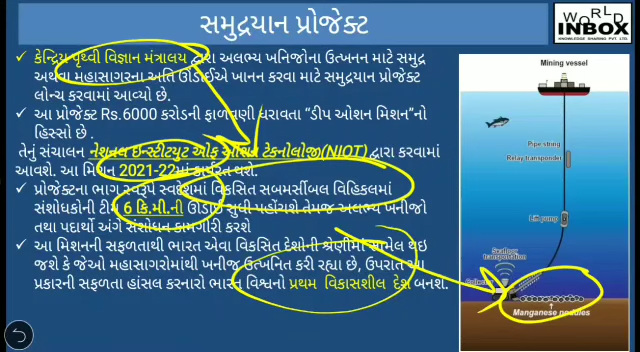 સમુદ્રયાન પ્રોજેક્ટ
WORLD
INBOX
KNOWLEDGE SHARING PVT. LTD.
કેન્દ્રિય પૃથ્વી વિજ્ઞાન મંત્રાલય દ્વારા અલભ્ય ખનિજોના ઉત્ખનન માટે સમુદ્ર
અથવા મહાસાગરના અતિ ઊંડાઈએ ખાનન કરવા માટે સમુદ્રયાન પ્રોજેક્ટ
લોન્ચ કરવામાં આવ્યો છે.
આ પ્રોજેક્ટ Rs.6000 કરોડની ફાળવણી ધરાવતા “ડીપ ઓશન મિશન”નો
હિસ્સો છે .
તેનું સંચાલન નેશનલ ઇન્સ્ટીટ્યુટ ઓફ ઓશન ટેકનોલોજી(NIOT) દ્વારા કરવામાં
આવશે. આ મિશન 2021-22માં કાર્યરત થશે.
પ્રોજેક્ટના ભાગ સ્વરૂપ સ્વદેશમાં વિકસિત સબમર્સીબલ વિહિકલમાં
સંશોધકોની ટીમ 6 કિ.મી.ની ઊંડાઈ સુધી પહોંચશે તેમજ અલભ્ય ખનીજો
તથા પદાર્થો અંગે સંશોધન કામગીરી કરશે
આ મિશનની સફળતાથી ભારત એવા વિકસિત દેશોની શ્રેણીમાં સામેલ થઇ
જશે કે જેઓ મહાસાગરોમાંથી ખનીજ ઉત્ખનિત કરી રહ્યા છે, ઉપરાત આ
પ્રકારની સફળતા હાંસલ કરનારો ભારત વિશ્વનો પ્રથમ વિકાસશીલ દેશ બનશે.
Mining vessel
Pipe string
Relay transponder
Lift pump
Seafloor
transportation
Manganese nodules